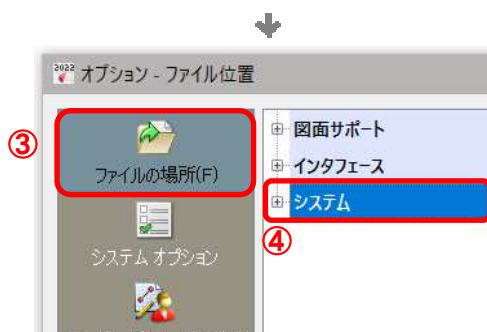 2022 オプション - ファイル位置
③
ファイルの場所(F)
システム オプション
図面サポート
インタフェース
システム
④